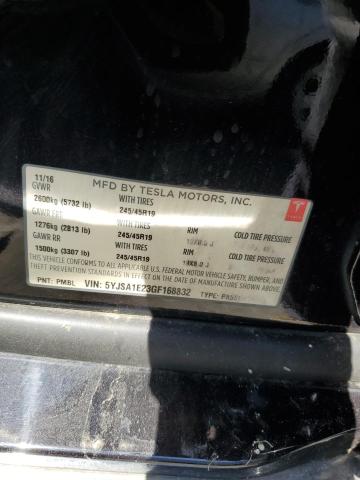 11/16 MFD BY TESLA MOTORS, INC.
GVWR
2600kg (5732 lb) WITH TIRES RIM COLD TIRE PRESSURE
GAWR FRT 245/45R19
1276kg (2813 lb) WITH TIRES RIM COLD TIRE PRESSURE
GAWR RR 245/45R19
1500kg (3307 lb) 245/45R19
THIS VEHICLE CONFORMS TO ALL APPLICABLE U.S. FEDERAL MOTOR VEHICLE SAFETY, BUMPER, AND
THEFT PREVENTION STANDARDS IN EFFECT ON THE DATE OF MANUFACTURE SHOWN ABOVE.
PNT: PMBL VIN: 5YJSA1E23GF168832 TYPE: